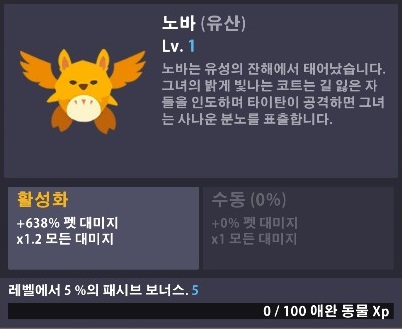 노바 (유산)
Lv. 1
노바는 유성의 잔해에서 태어났습니다.
그녀의 밝게 빛나는 코트는 길 잃은 자
들을 인도하며 타이탄이 공격하면 그녀
는 사나운 분노를 표출합니다.
활성화
+638% 펫 대미지
x1.2 모든 대미지
수동 (0%)
+0% 펫 대미지
x1 모든 대미지
레벨에서 5 %의 패시브 보너스. 5
0 / 100 애완 동물 Xp